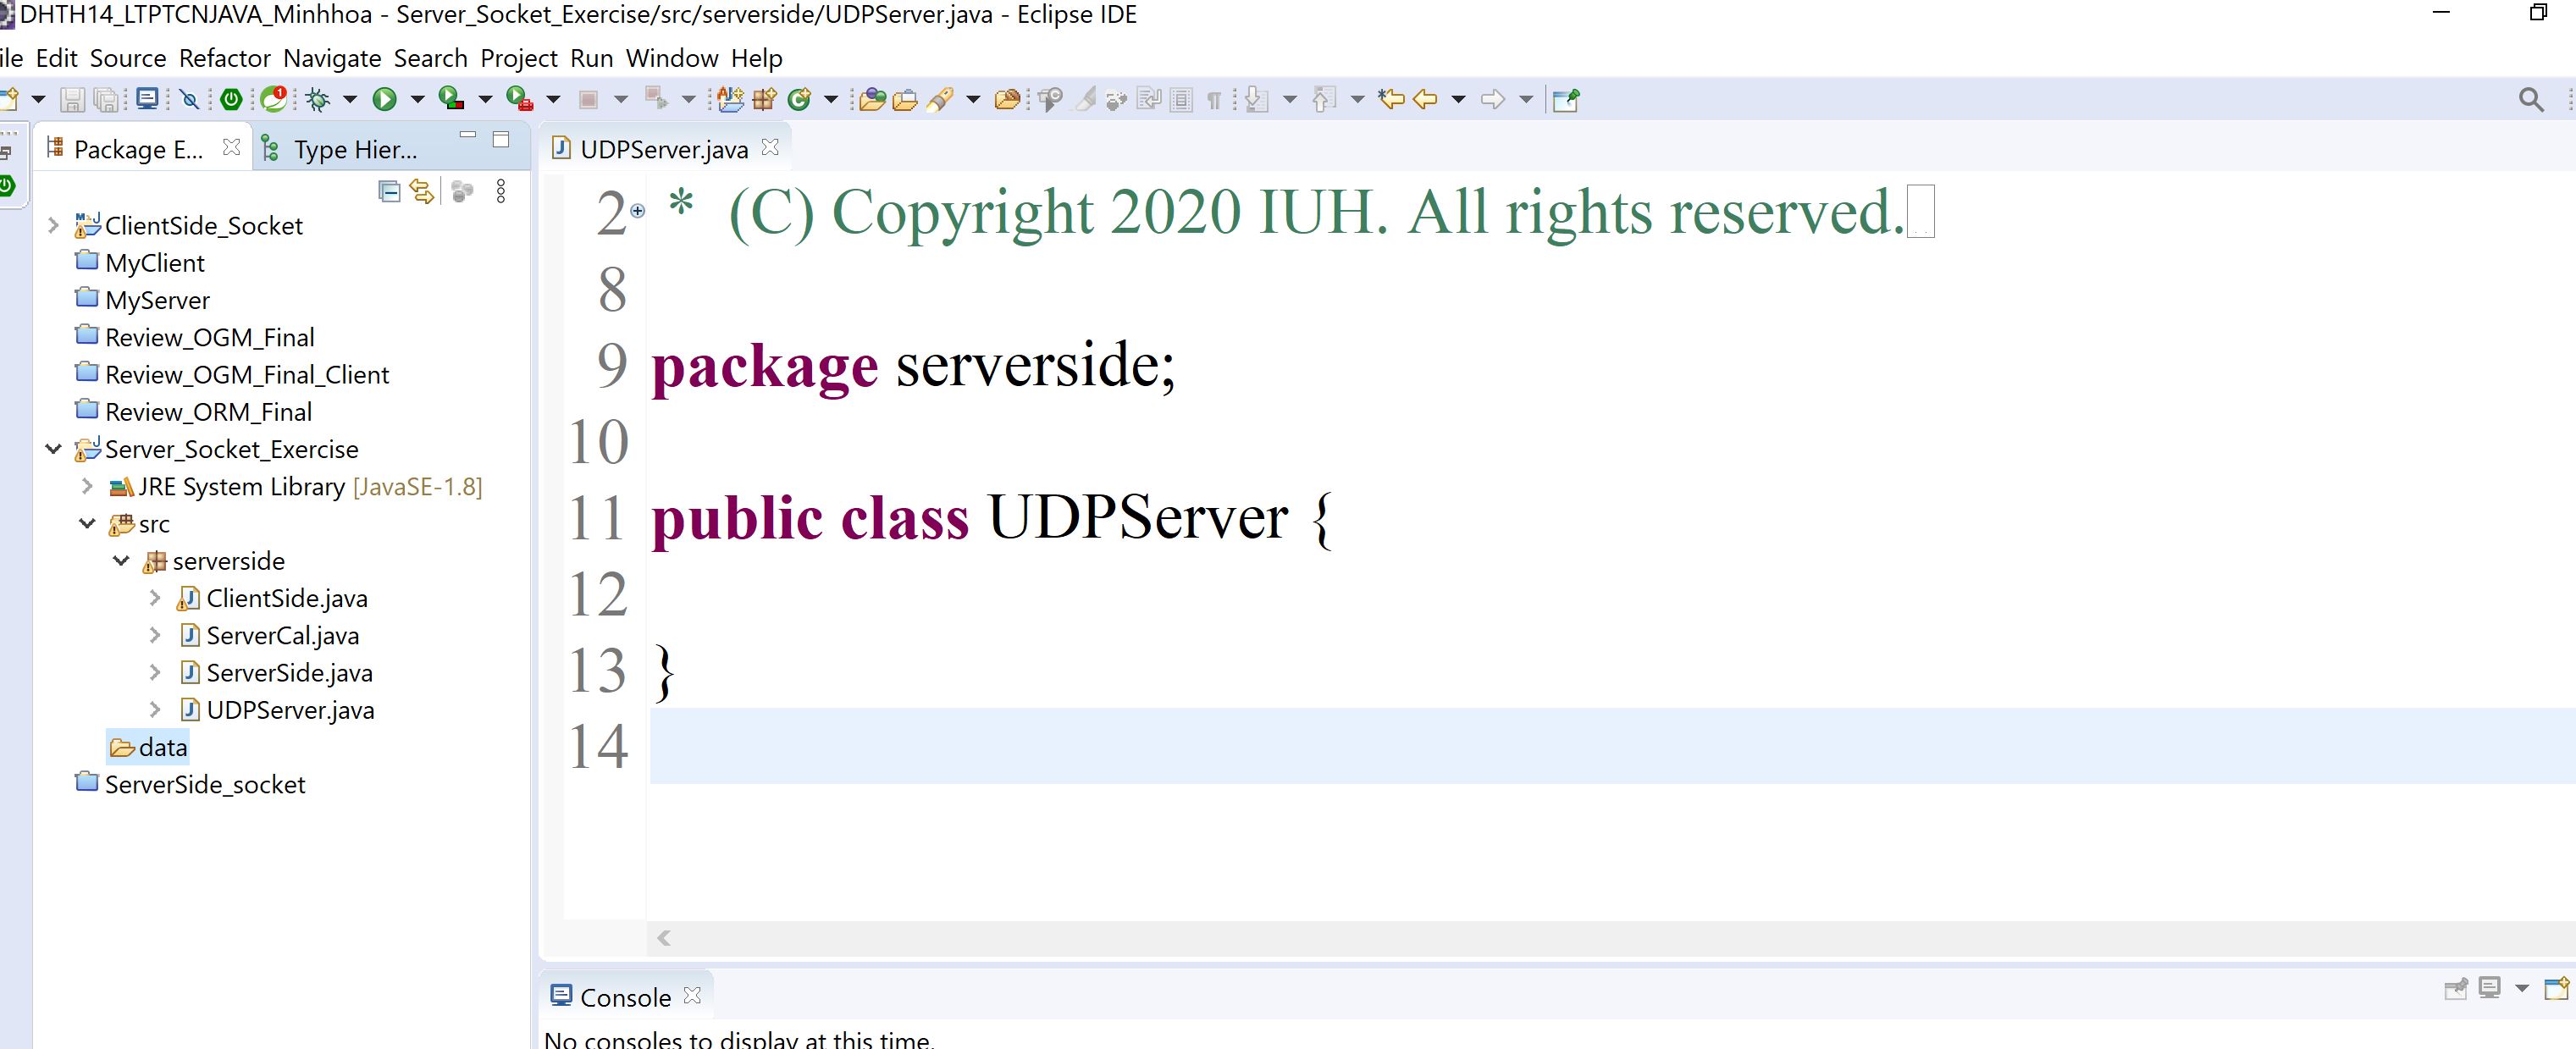 DHTH14_LTPTCNJAVA_Minhhoa - Server_Socket_Exercise/src/serverside/UDPServer.java - Eclipse IDE
ile Edit Source Refactor Navigate Search Project Run Window Help
Package E...
Type Hier...
ClientSide_Socket
MyClient
MyServer
Review_OGM_Final
Review_OGM_Final_Client
Review_ORM_Final
Server_Socket_Exercise
JRE System Library [JavaSE-1.8]
src
serverside
ClientSide.java
ServerCal.java
ServerSide.java
UDPServer.java
data
ServerSide_socket
UDPServer.java
2 * (C) Copyright 2020 IUH. All rights reserved.
8
9 package serverside;
10
11 public class UDPServer {
12
13 }
14
Console
No consoles to display at this time.